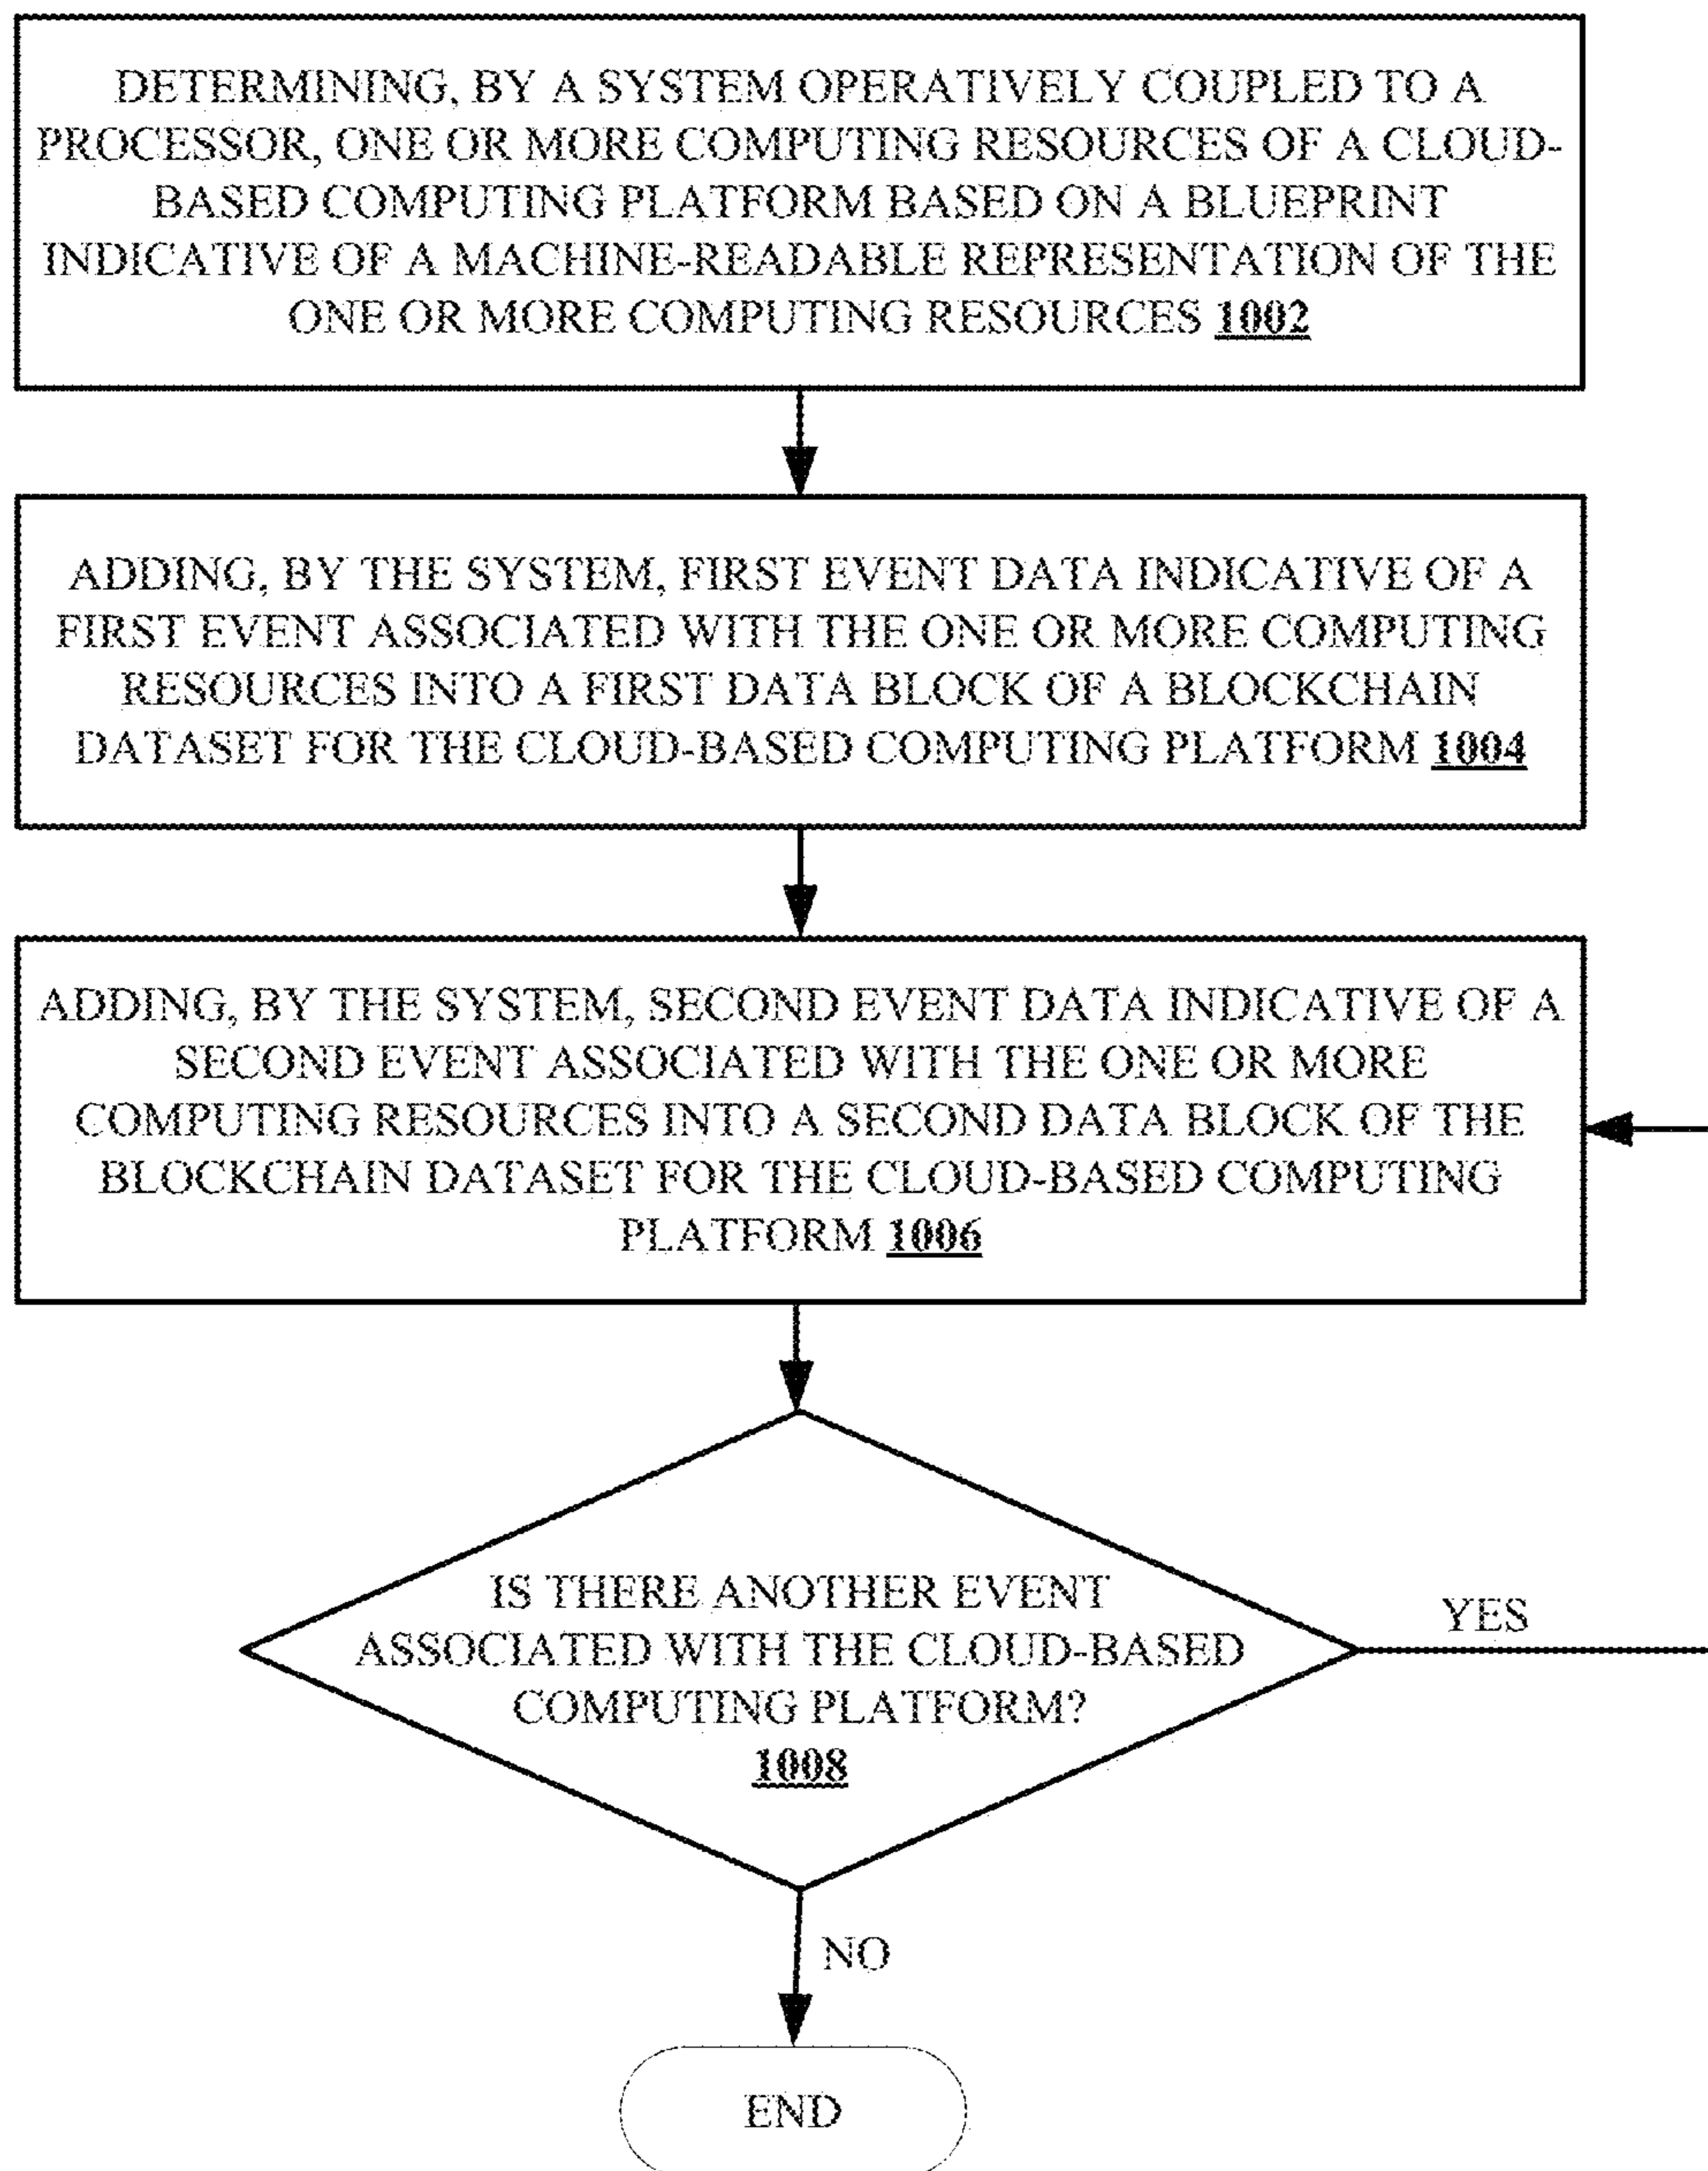 DETERMINING, BY A SYSTEM OPERATIVELY COUPLED TO A
PROCESSOR, ONE OR MORE COMPUTING RESOURCES OF A CLOUD-
BASED COMPUTING PLATFORM BASED ON A BLUEPRINT
INDICATIVE OF A MACHINE-READABLE REPRESENTATION OF THE
ONE OR MORE COMPUTING RESOURCES 1002
ADDING, BY THE SYSTEM, FIRST EVENT DATA INDICATIVE OF A
FIRST EVENT ASSOCIATED WITH THE ONE OR MORE COMPUTING
RESOURCES INTO A FIRST DATA BLOCK OF A BLOCKCHAIN
DATASET FOR THE CLOUD-BASED COMPUTING PLATFORM 1004
ADDING, BY THE SYSTEM, SECOND EVENT DATA INDICATIVE OF A
SECOND EVENT ASSOCIATED WITH THE ONE OR MORE
COMPUTING RESOURCES INTO A SECOND DATA BLOCK OF THE
BLOCKCHAIN DATASET FOR THE CLOUD-BASED COMPUTING
PLATFORM 1006
IS THERE ANOTHER EVENT
ASSOCIATED WITH THE CLOUD-BASED
COMPUTING PLATFORM?
1008
YES
NO
END